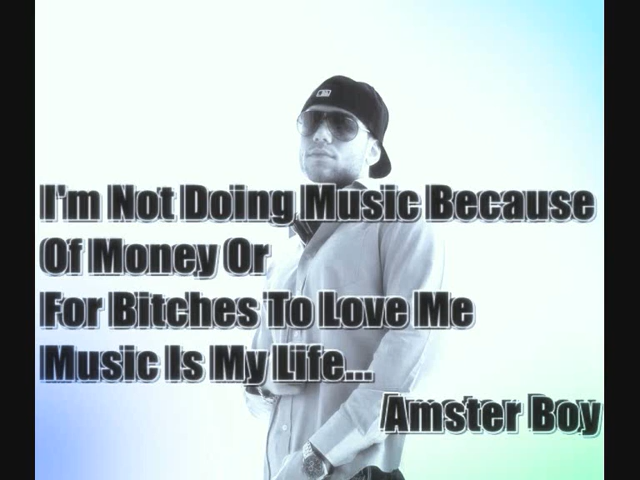 I'm Not Doing Music Because
Of Money Or
For Bitches To Love Me
Music Is My Life...
Amster Boy